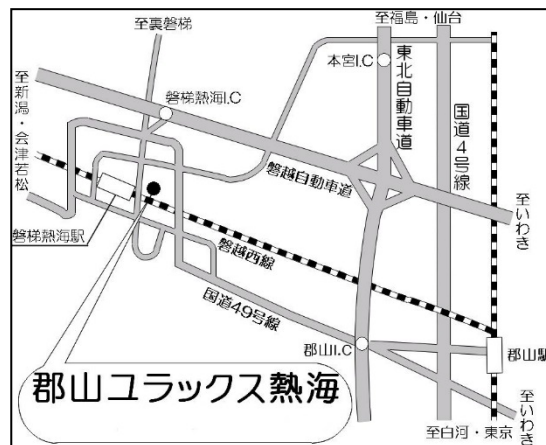 至福島・仙台
至裏磐梯
本宮I.C
東北自動車道
国道4号線
至新潟・会津若松
磐梯熱海I.C
磐越自動車道
至いわき
磐梯熱海駅
磐越西線
国道49号線
郡山I.C
郡山駅
郡山ユラックス熱海
至いわき
至白河・東京